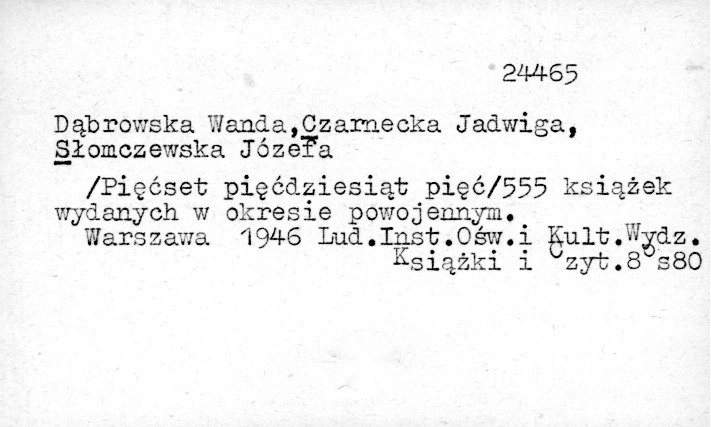 24465
Dąbrowska Wanda,Czarnecka Jadwiga,
Słomczewska Józefa
/Pięćset pięćdziesiąt pięć/555 książek
wydanych w okresie powojennym.
Warszawa 1946 Lud.Inst.Ośw.i Kult.Wydz.
Książki i Czyt.8°s80